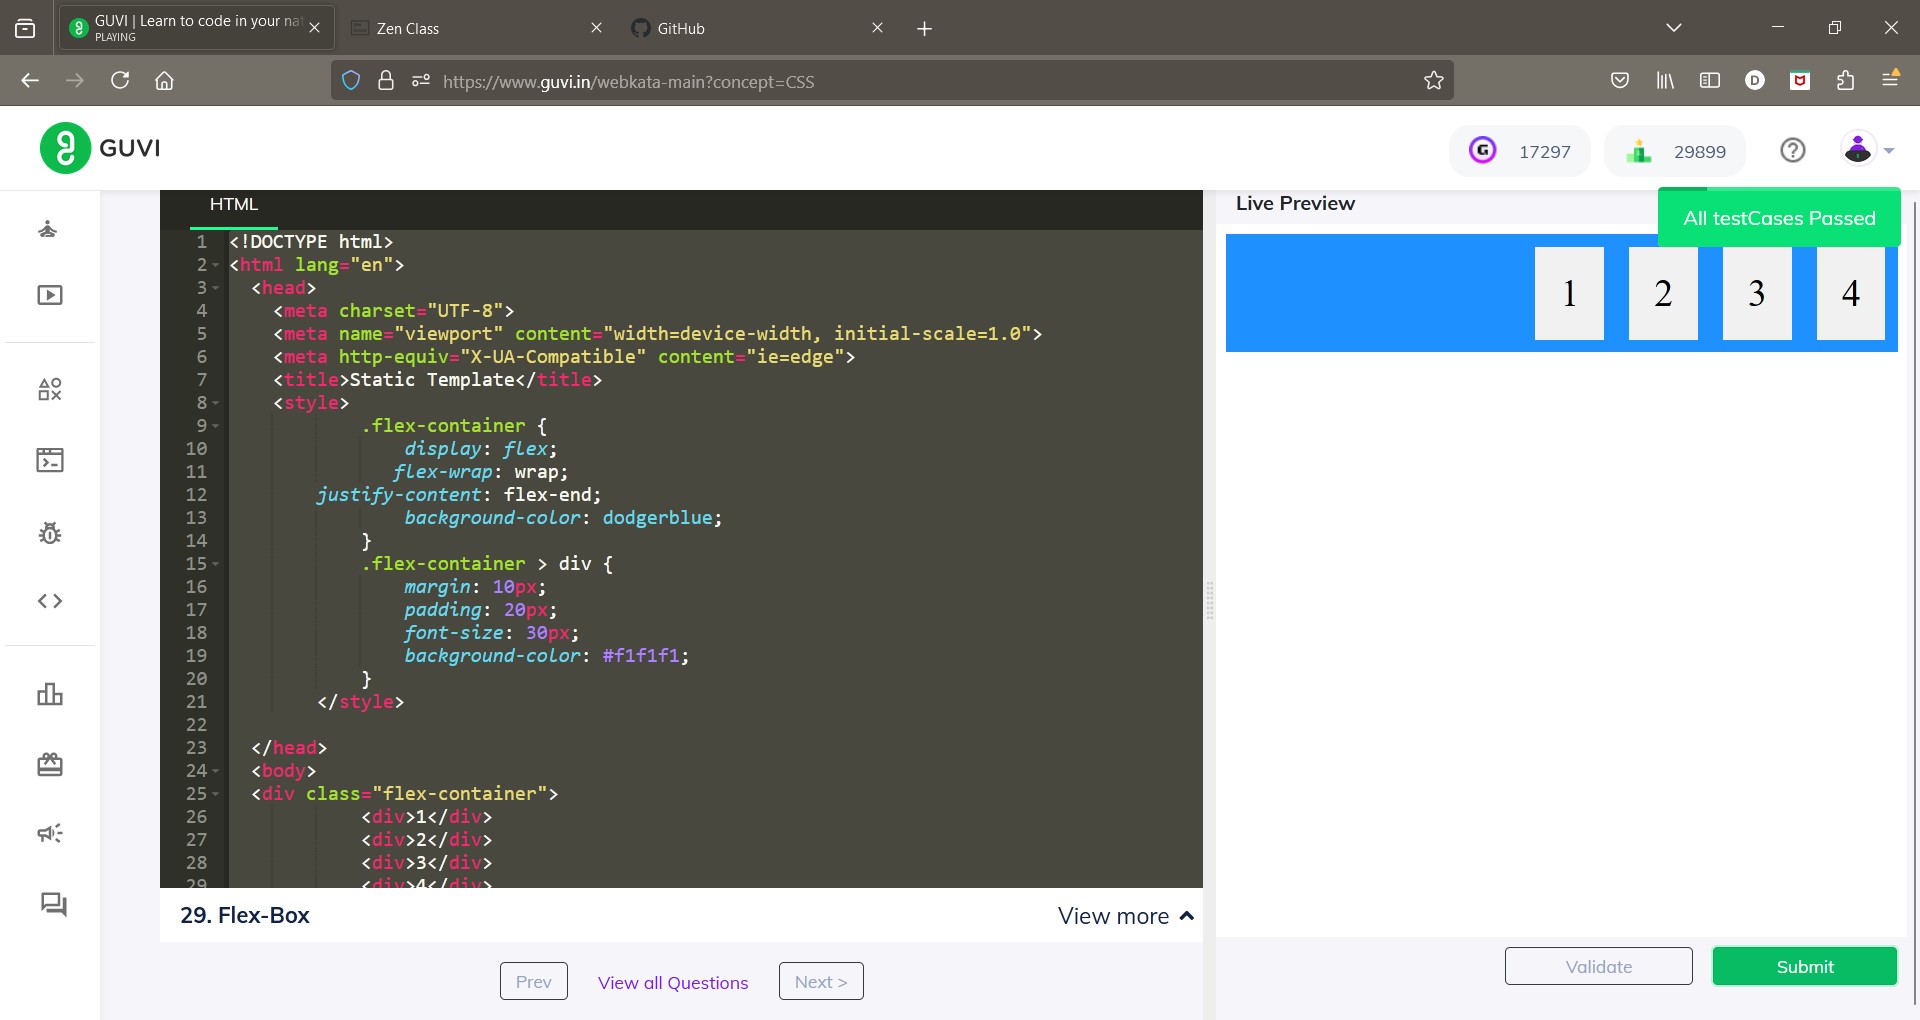 GUVI | Learn to code in your nat
PLAYING
Zen Class
GitHub
https://www.guvi.in/webkata-main?concept=CSS
D
GUVI
G 17297
29899
HTML
Live Preview
All testCases Passed
1 <!DOCTYPE html>
2 <html lang="en">
3 <head>
4 <meta charset="UTF-8">
5 <meta name="viewport" content="width=device-width, initial-scale=1.0">
6 <meta http-equiv="X-UA-Compatible" content="ie=edge">
7 <title>Static Template</title>
8 <style>
9 .flex-container {
10 display: flex;
11 flex-wrap: wrap;
12 justify-content: flex-end;
13 background-color: dodgerblue;
14 }
15 .flex-container > div {
16 margin: 10px;
17 padding: 20px;
18 font-size: 30px;
19 background-color: #f1f1f1;
20 }
21 </style>
22
23 </head>
24 <body>
25 <div class="flex-container">
26 <div>1</div>
27 <div>2</div>
28 <div>3</div>
29 <div>4</div>
1 2 3 4
29. Flex-Box
View more
Prev
View all Questions
Next >
Validate
Submit